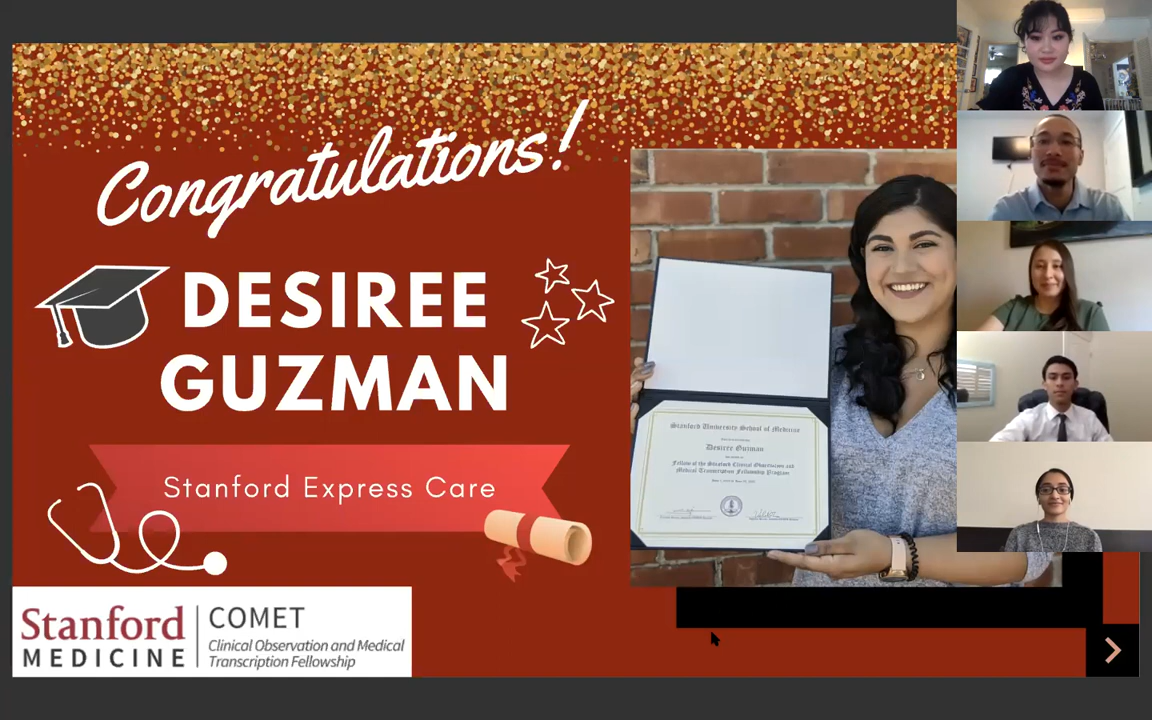 Congratulations!
DESIREE
GUZMAN
Stanford Express Care
Stanford University School of Medicine
Desiree Guzman
Fellow of the Stanford Clinical Observation and
Medical Transcription Fellowship Program
Stanford
MEDICINE
COMET
Clinical Observation and Medical
Transcription Fellowship